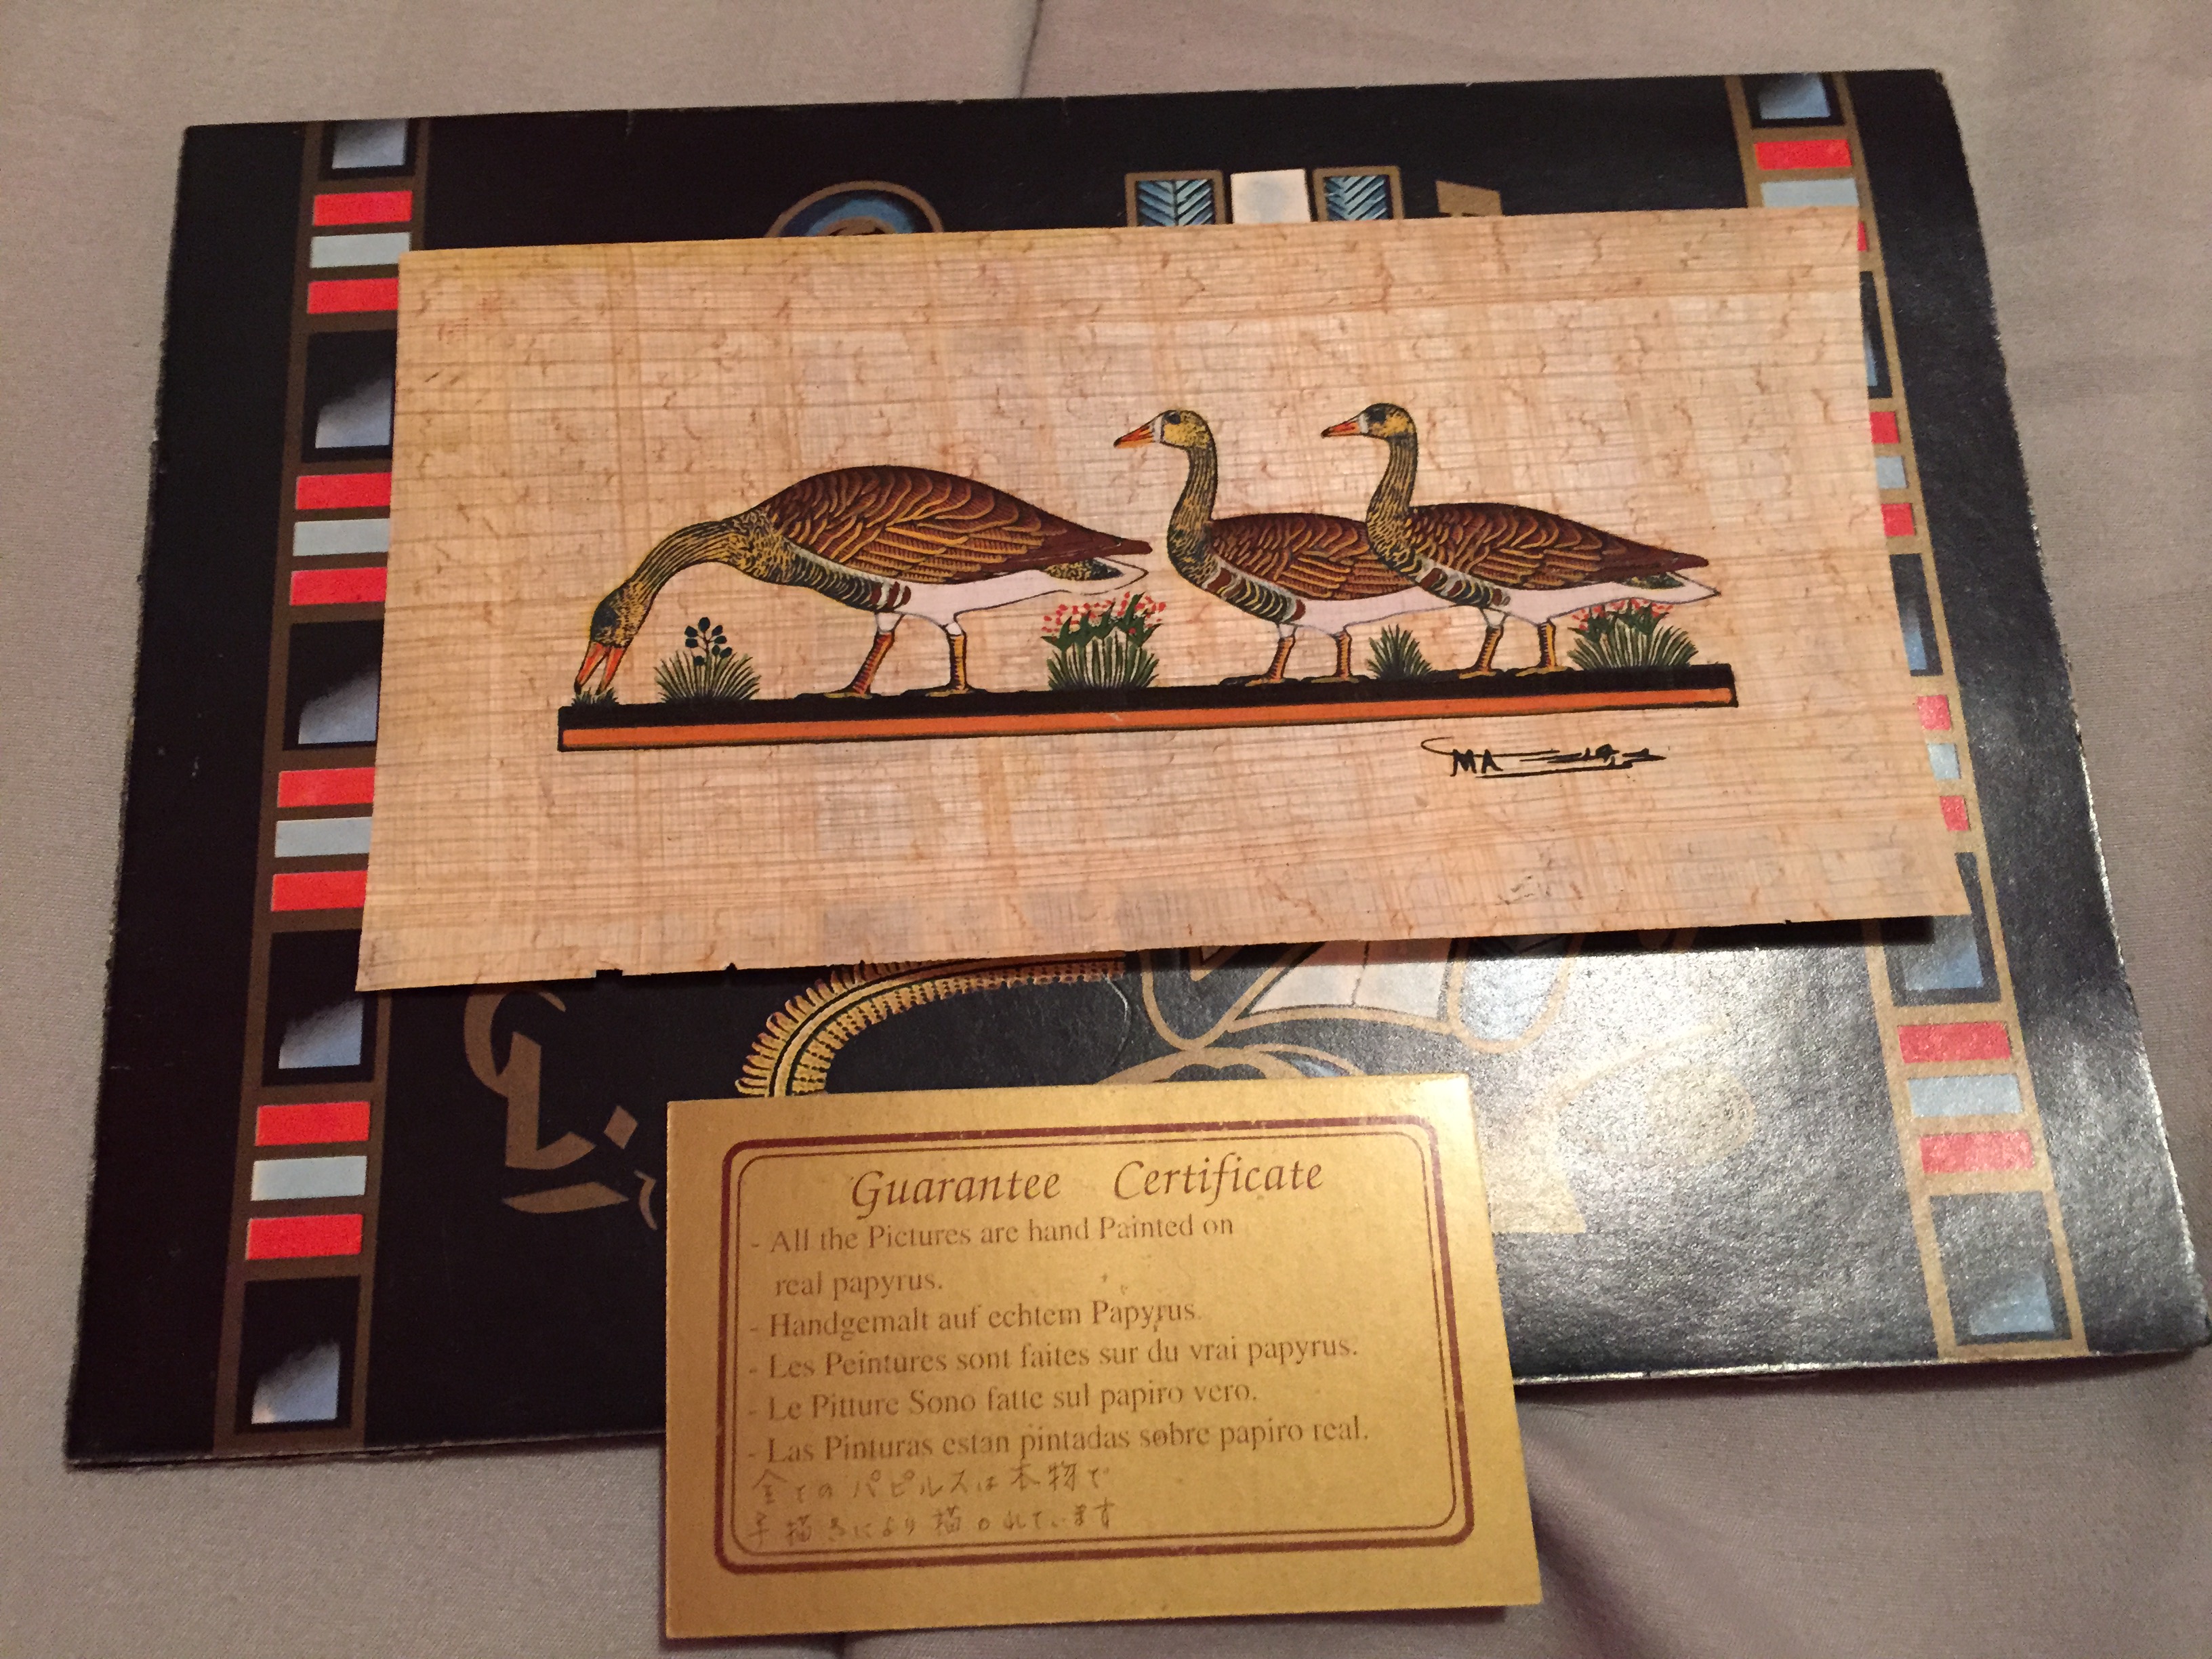 MA
Guarantee Certificate
- All the Pictures are hand Painted on
real papyrus.
- Handgemalt auf echtem Papyrus.
- Les Peintures sont faites sur du vrai papyrus.
- Le Pitture Sono fatte sul papiro vero.
- Las Pinturas estan pintadas sobre papiro real.
全てのパピルスは本物で
手描きにより描かれています